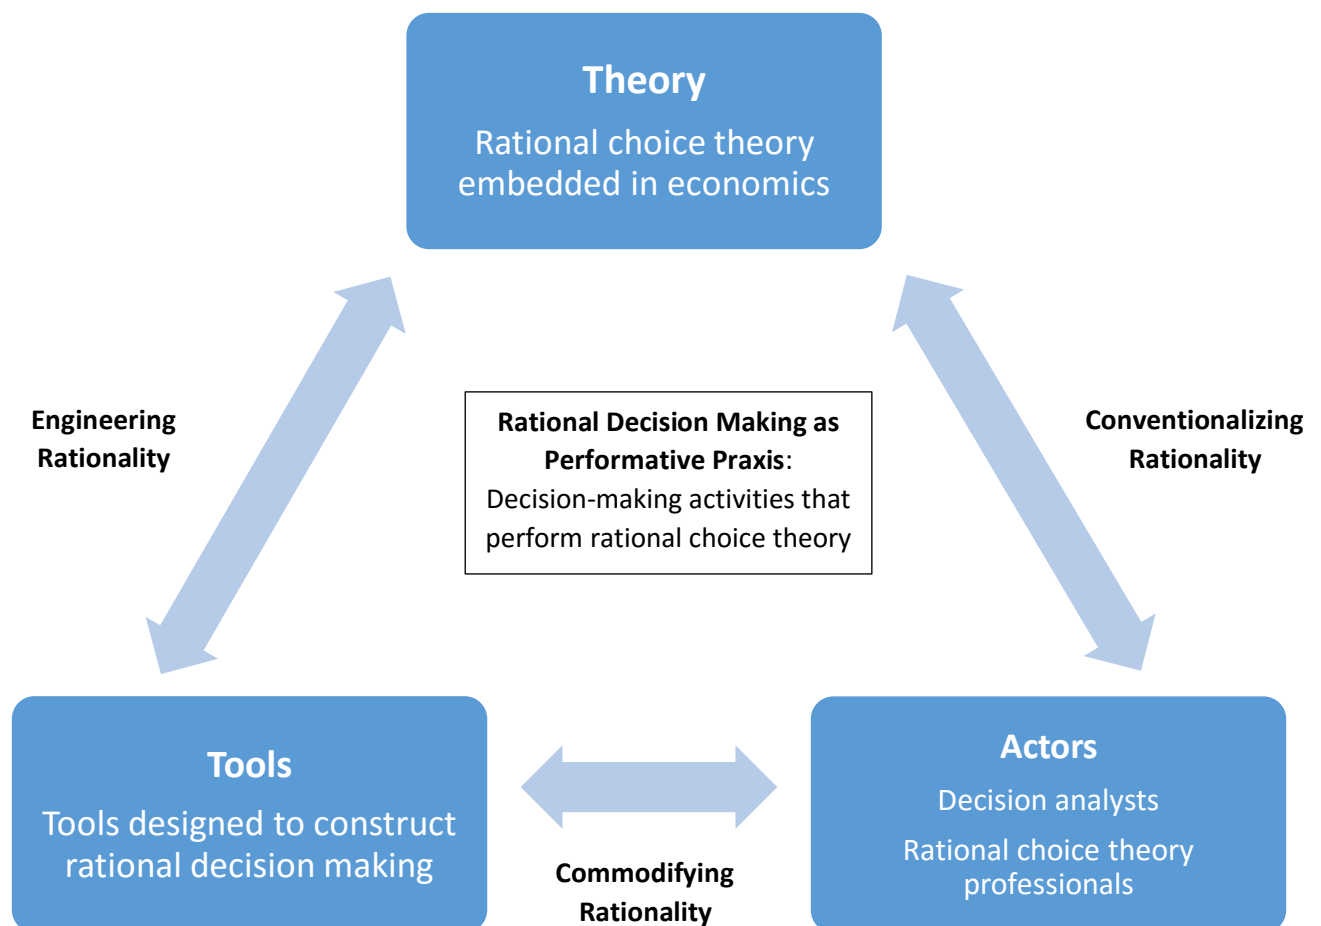 Theory
Rational choice theory
embedded in economics
Engineering
Rationality
Rational Decision Making as
Performative Praxis:
Decision-making activities that
perform rational choice theory
Conventionalizing
Rationality
Tools
Tools designed to construct
rational decision making
Commodifying
Rationality
Actors
Decision analysts
Rational choice theory
professionals